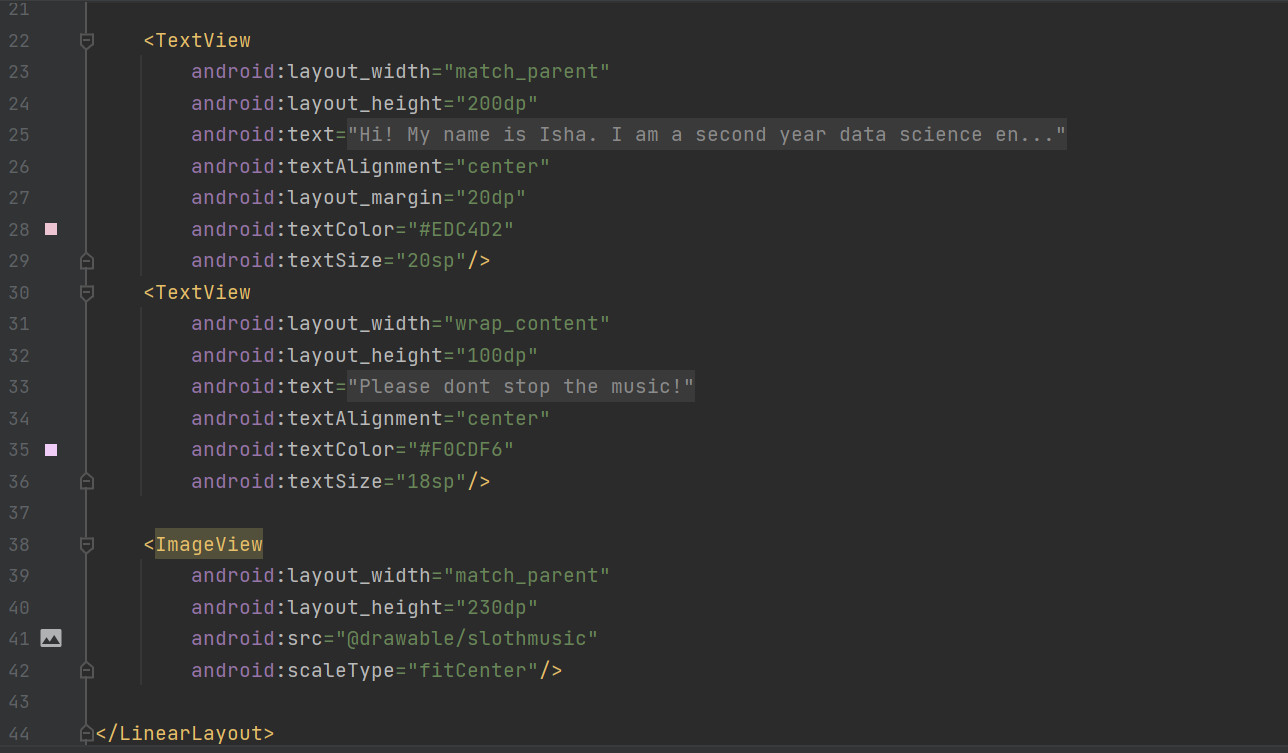 21
22 <TextView
23 android:layout_width="match_parent"
24 android:layout_height="200dp"
25 android:text="Hi! My name is Isha. I am a second year data science en..."
26 android:textAlignment="center"
27 android:layout_margin="20dp"
28 android:textColor="#EDC4D2"
29 android:textSize="20sp"/>
30 <TextView
31 android:layout_width="wrap_content"
32 android:layout_height="100dp"
33 android:text="Please dont stop the music!"
34 android:textAlignment="center"
35 android:textColor="#F0CDF6"
36 android:textSize="18sp"/>
37
38 <ImageView
39 android:layout_width="match_parent"
40 android:layout_height="230dp"
41 android:src="@drawable/slothmusic"
42 android:scaleType="fitCenter"/>
43
44 </LinearLayout>